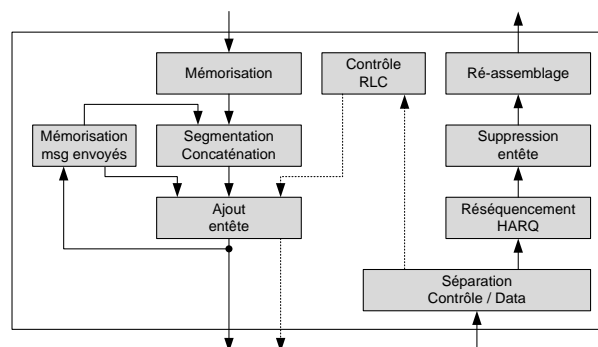 Mémorisation
Contrôle
RLC
Ré-assemblage
Mémorisation
msg envoyés
Segmentation
Concaténation
Suppression
entête
Ajout
entête
Réséquencement
HARQ
Séparation
Contrôle / Data